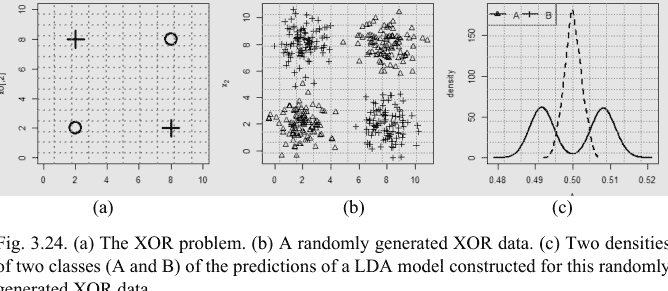 10
8
6
4
2
0
0 2 4 6 8 10
(a)
x2
10
8
6
4
2
0
0 2 4 6 8 10
(b)
A B
density
150
100
50
0
0.48 0.49 0.50 0.51 0.52
(c)
Fig. 3.24. (a) The XOR problem. (b) A randomly generated XOR data. (c) Two densities
of two classes (A and B) of the predictions of a LDA model constructed for this randomly
generated XOR data